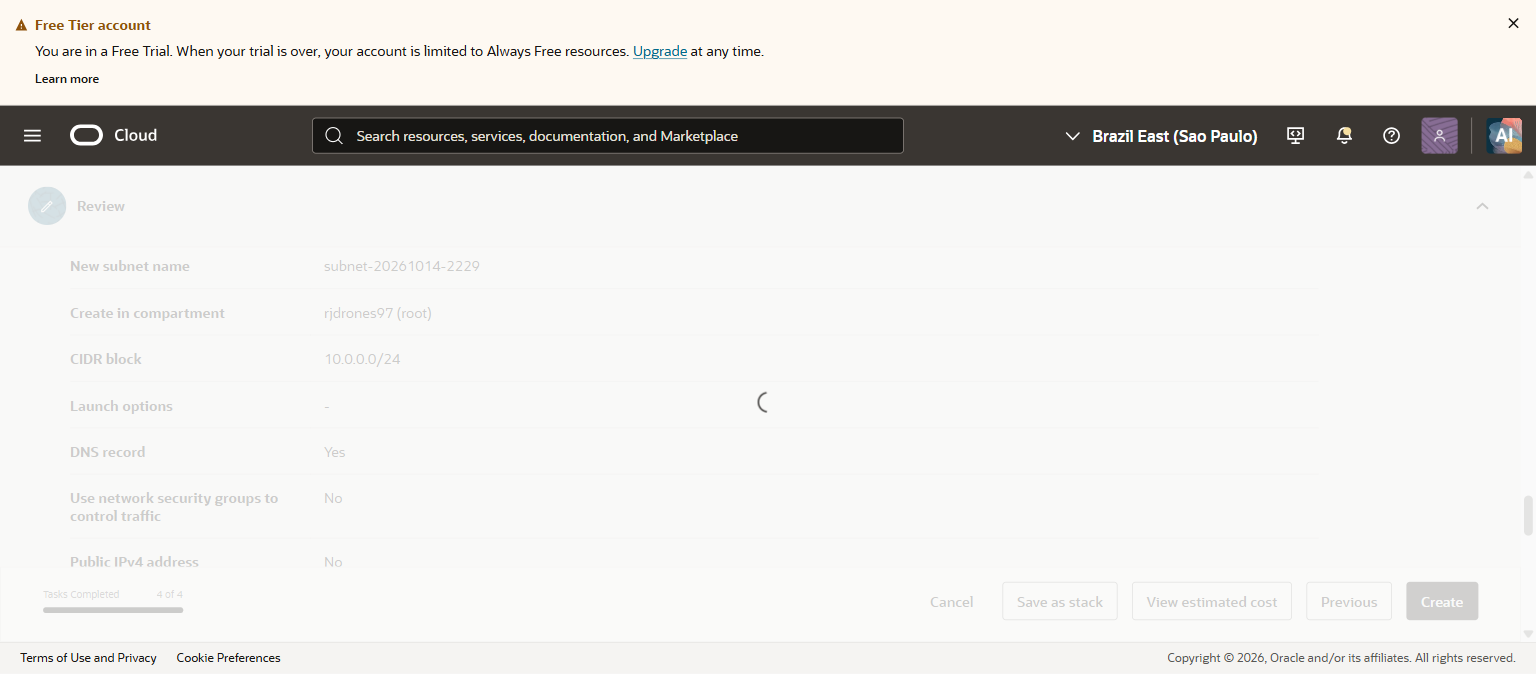 Free Tier account
You are in a Free Trial. When your trial is over, your account is limited to Always Free resources. Upgrade at any time.
Learn more
Cloud
Search resources, services, documentation, and Marketplace
Brazil East (Sao Paulo)
AI
Review
New subnet name subnet-20261014-2229
Create in compartment rjdrones97 (root)
CIDR block 10.0.0.0/24
Launch options -
DNS record Yes
Use network security groups to No
control traffic
Public IPv4 address No
Tasks Completed 4 of 4
Cancel Save as stack View estimated cost Previous Create
Terms of Use and Privacy Cookie Preferences
Copyright © 2026, Oracle and/or its affiliates. All rights reserved.